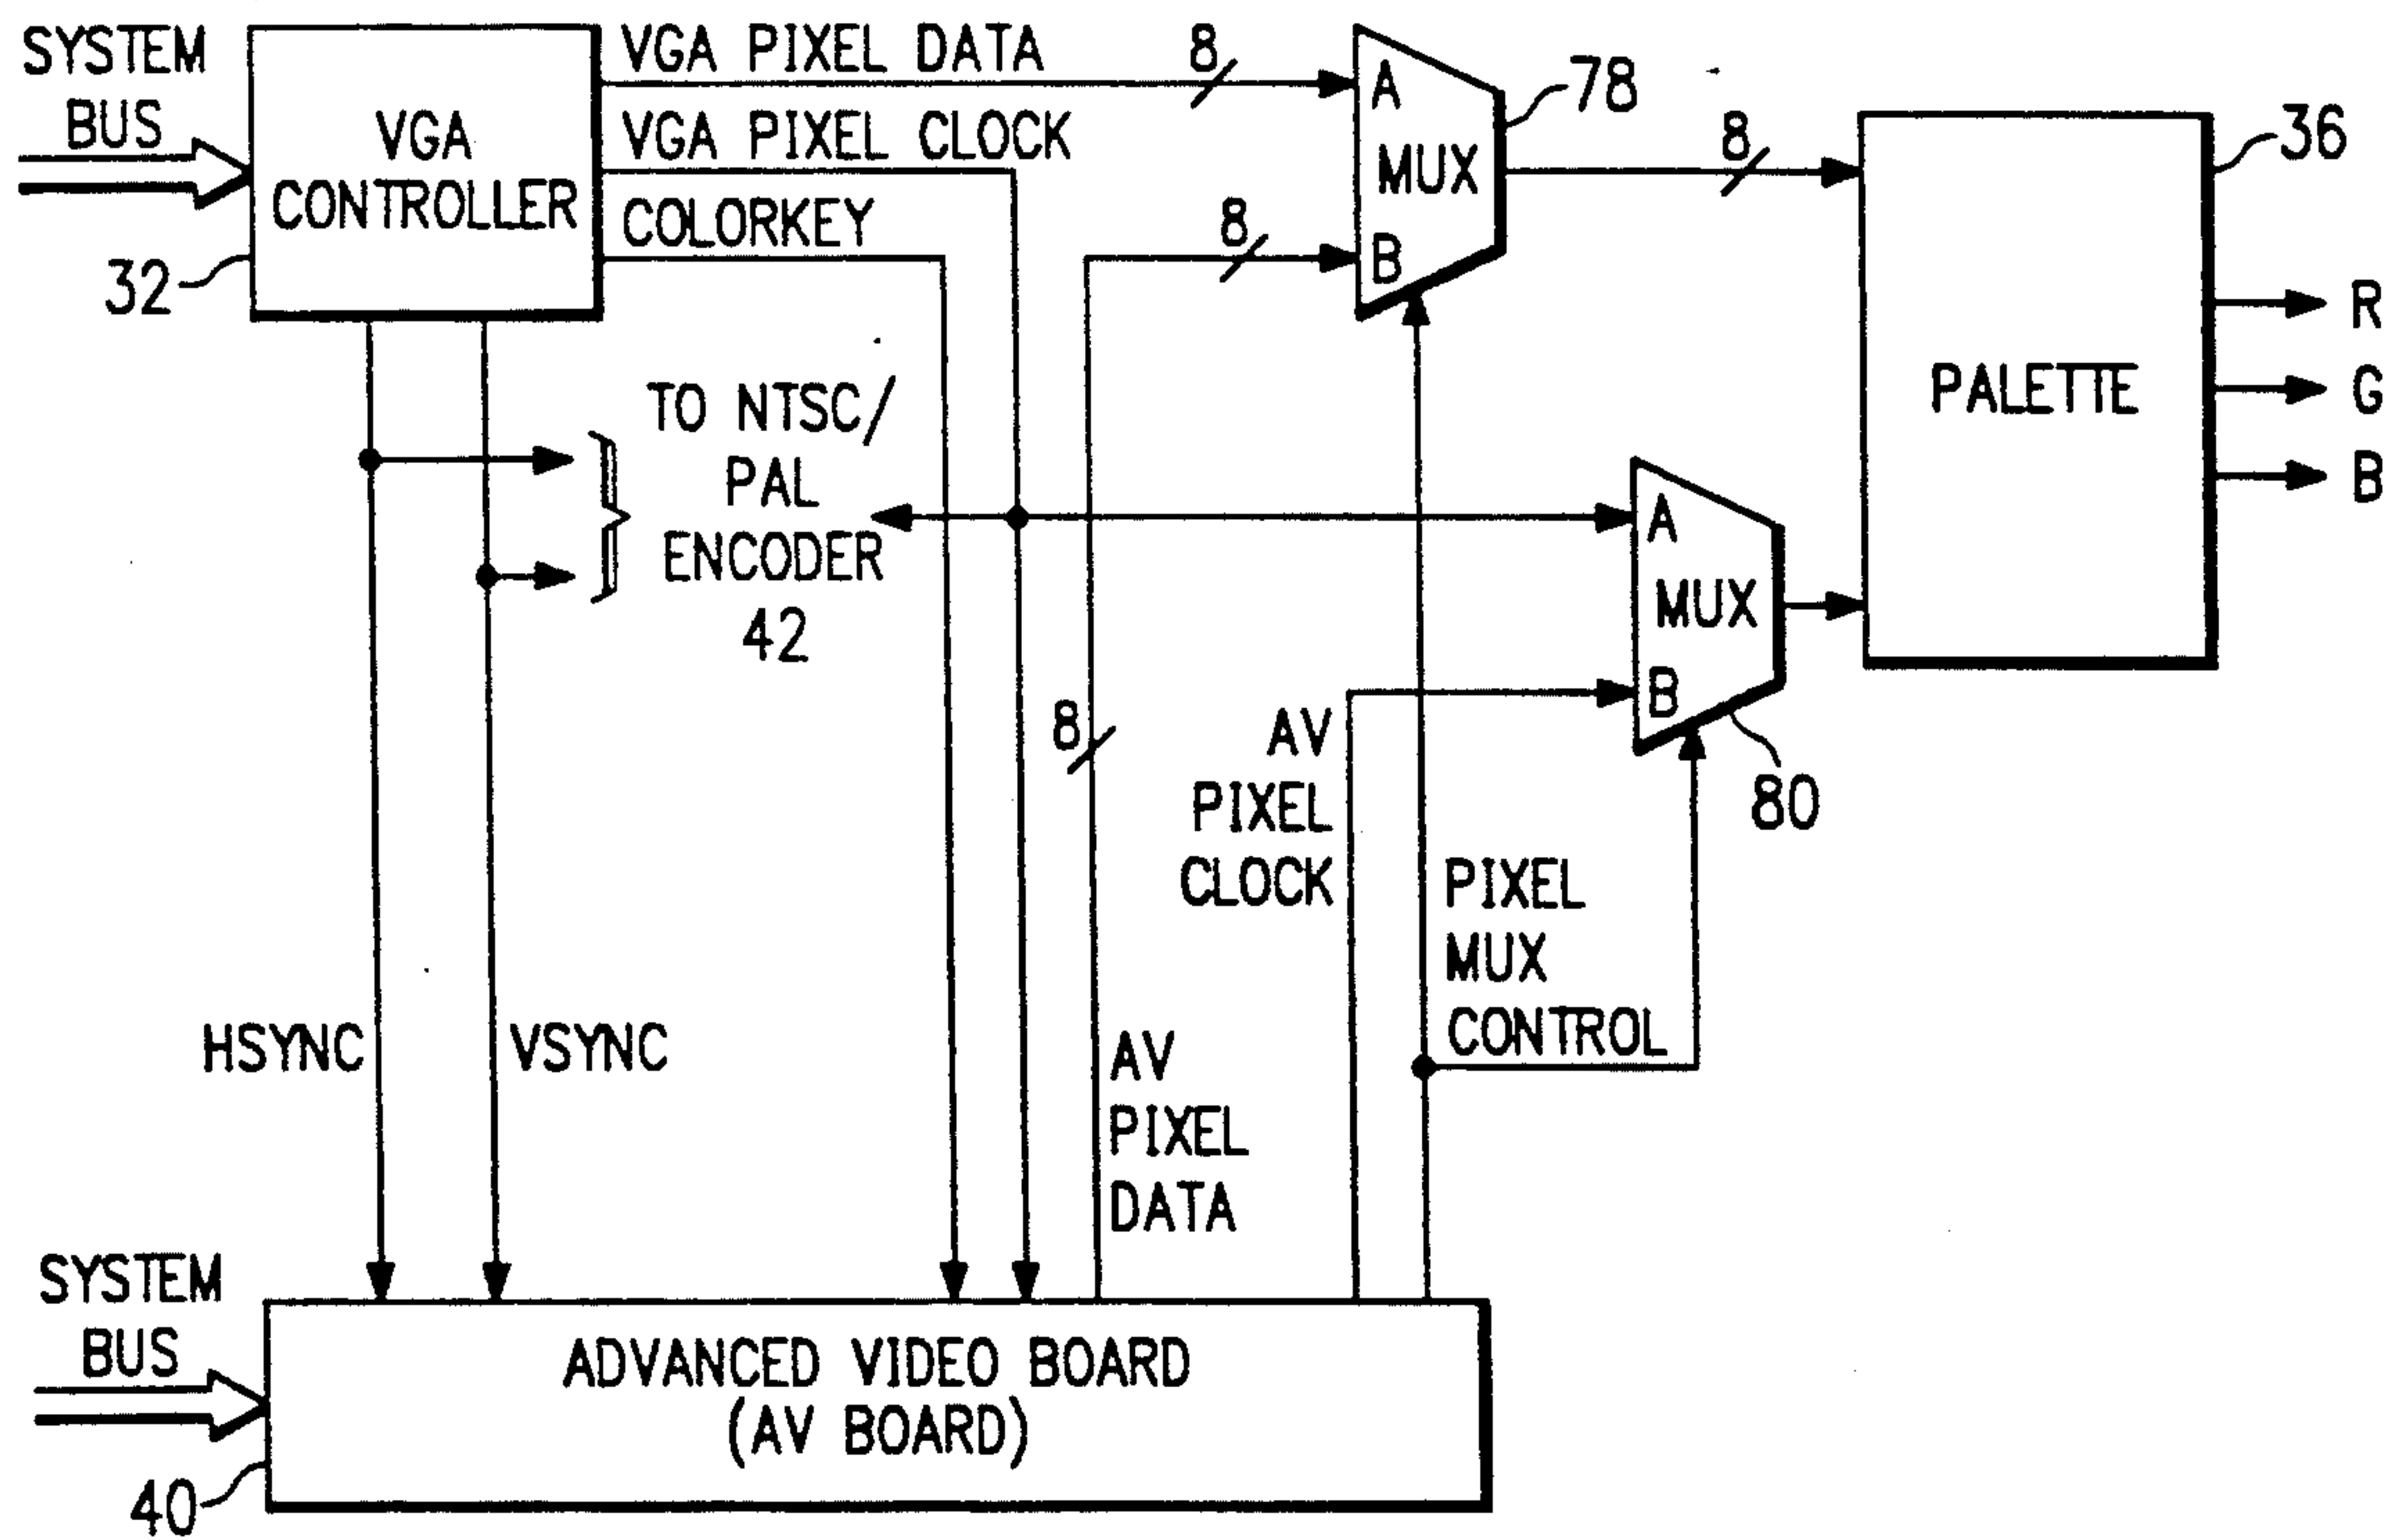 SYSTEM
BUS
VGA
CONTROLLER
32
VGA PIXEL DATA
8
VGA PIXEL CLOCK
COLORKEY
8
A
MUX
B
78
8
36
PALETTE
R
G
B
TO NTSC/
PAL
ENCODER
42
A
MUX
B
80
8
AV
PIXEL
CLOCK
PIXEL
MUX
CONTROL
HSYNC
VSYNC
AV
PIXEL
DATA
SYSTEM
BUS
40
ADVANCED VIDEO BOARD
(AV BOARD)